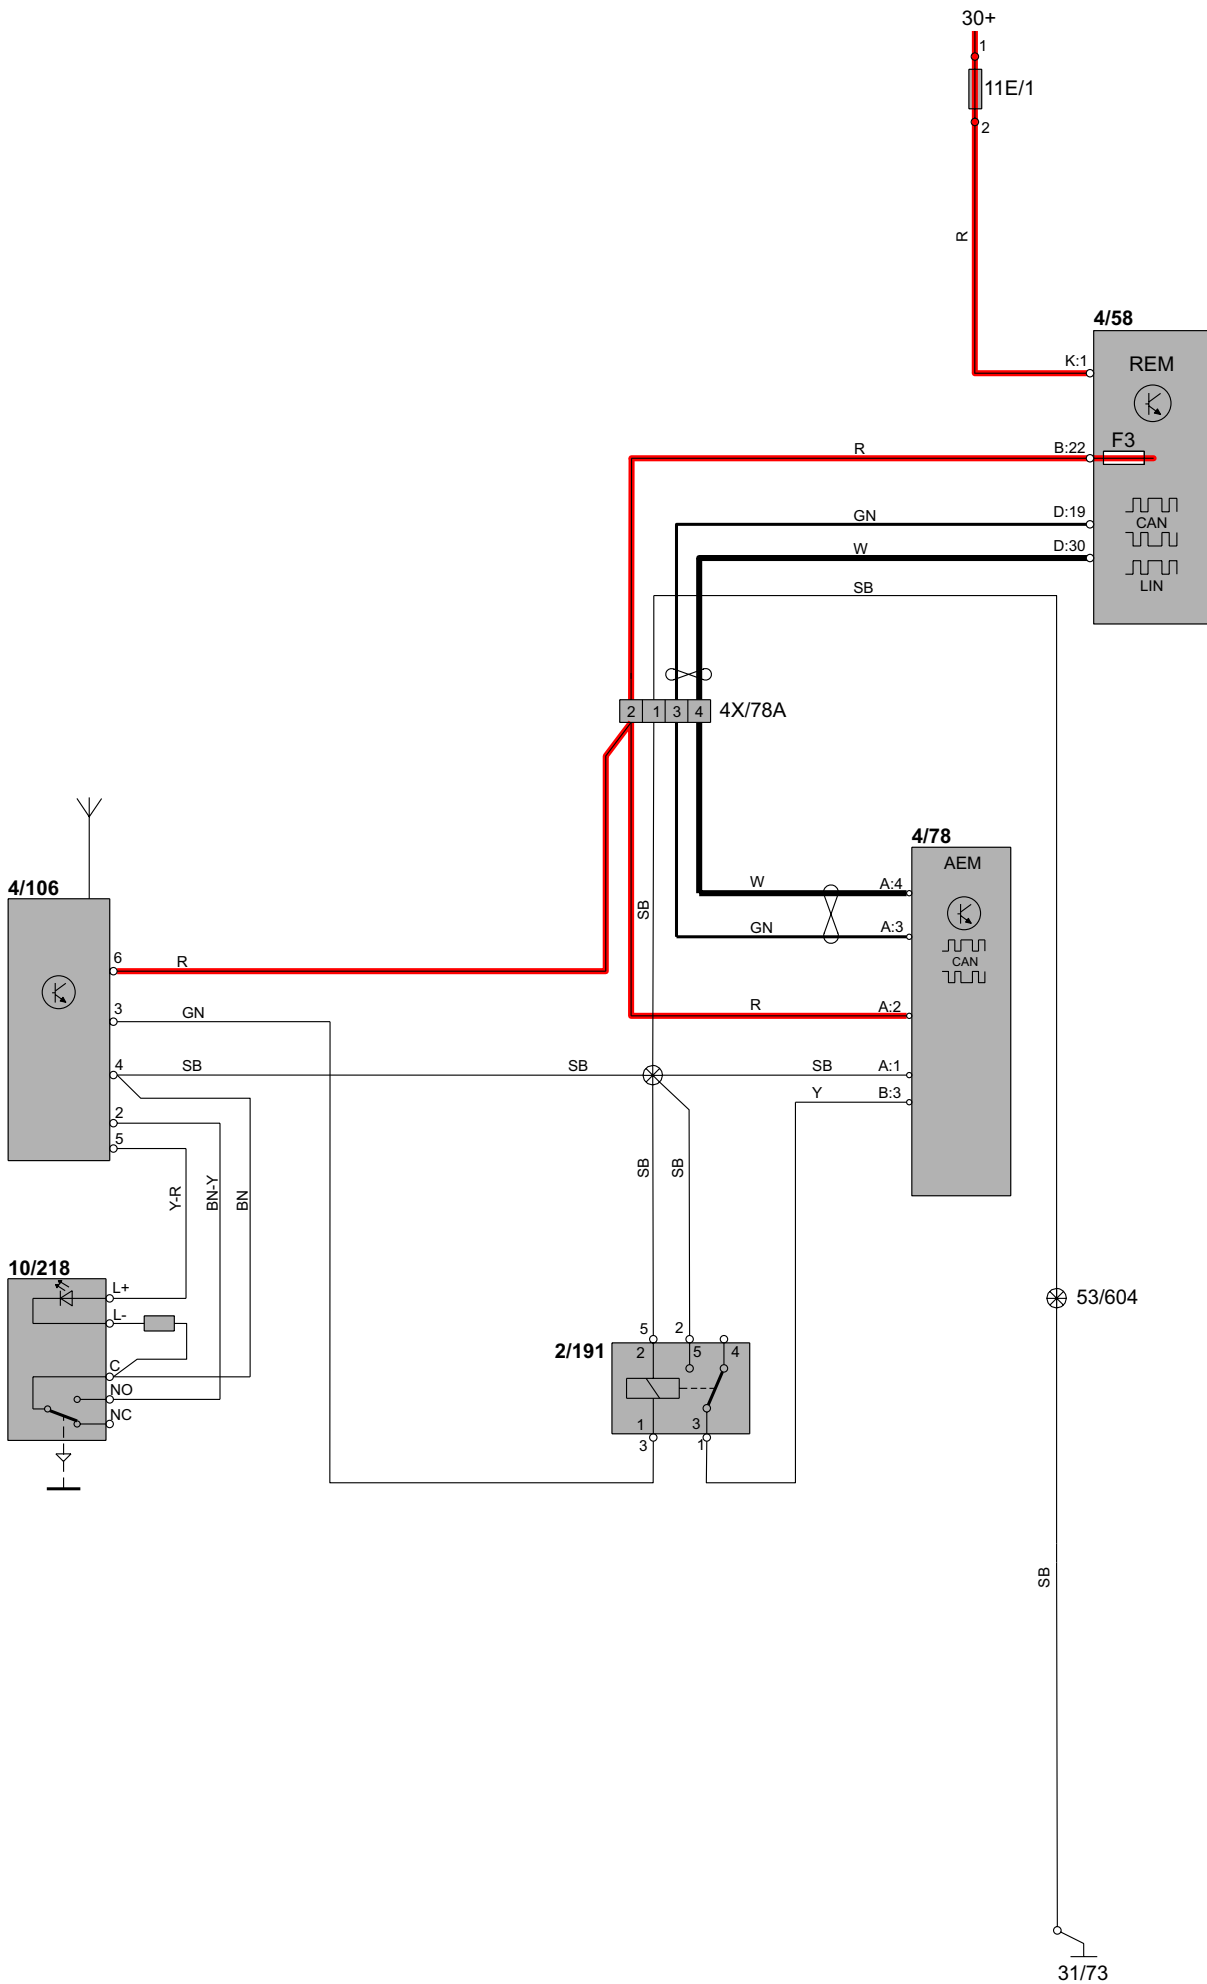 30+
1
11E/1
2
R
4/58
K:1
REM
R
B:22
F3
GN
D:19
CAN
W
D:30
LIN
SB
2 1 3 4
4X/78A
4/78
AEM
4/106
W
A:4
SB
GN
A:3
CAN
6
R
R
A:2
3
GN
4
SB
SB
SB
A:1
Y
B:3
2
5
Y-R
BN-Y
BN
SB
SB
10/218
L+
L-
C
NO
NC
53/604
5
2
2/191
2
5
4
1
3
3
1
SB
31/73